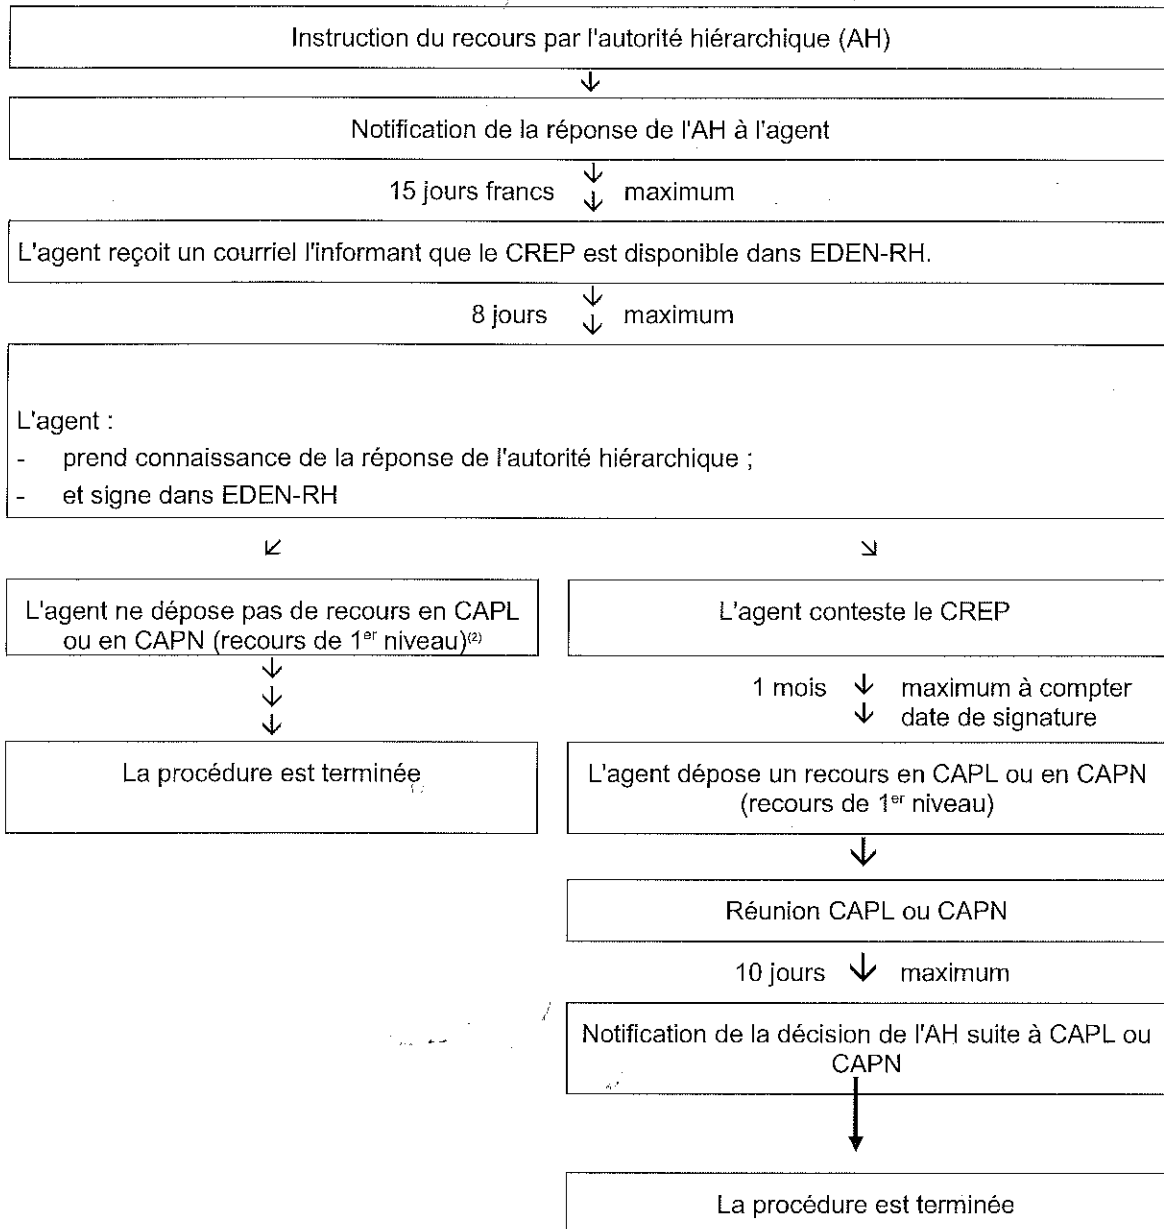 Instruction du recours par l'autorité hiérarchique (AH)
Notification de la réponse de l'AH à l'agent
15 jours francs maximum
L'agent reçoit un courriel l'informant que le CREP est disponible dans EDEN-RH.
8 jours maximum
L'agent :
- prend connaissance de la réponse de l'autorité hiérarchique ;
- et signe dans EDEN-RH
L'agent ne dépose pas de recours en CAPL
ou en CAPN (recours de 1er niveau)(2)
La procédure est terminée
L'agent conteste le CREP
1 mois maximum à compter
date de signature
L'agent dépose un recours en CAPL ou en CAPN
(recours de 1er niveau)
Réunion CAPL ou CAPN
10 jours maximum
Notification de la décision de l'AH suite à CAPL ou
CAPN
La procédure est terminée